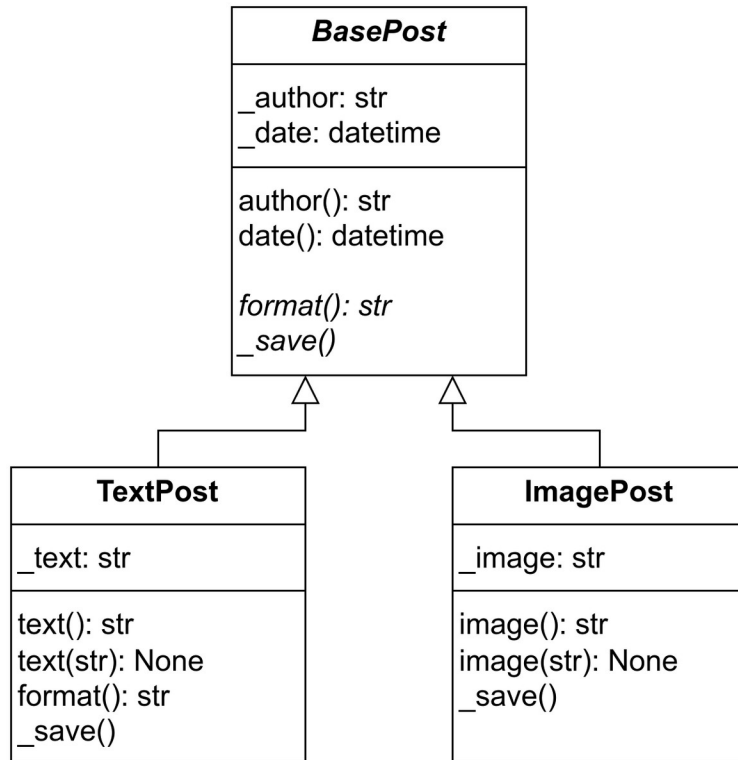 BasePost
_author: str
_date: datetime
author(): str
date(): datetime
format(): str
_save()
TextPost
_text: str
text(): str
text(str): None
format(): str
_save()
ImagePost
_image: str
image(): str
image(str): None
_save()